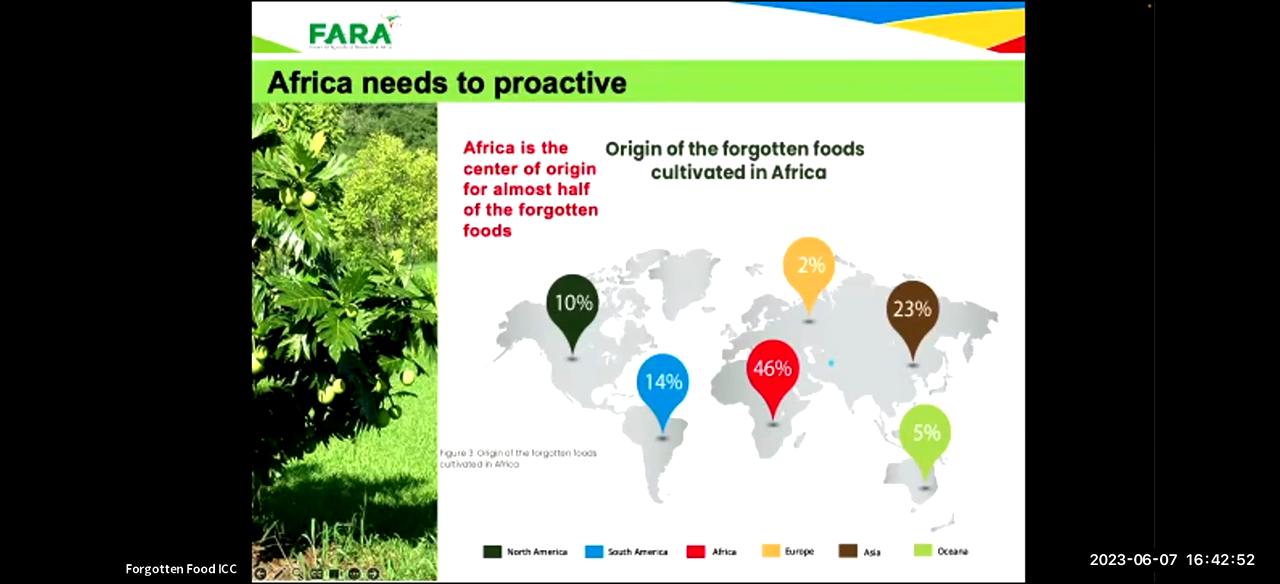 FARA
Africa needs to proactive
Africa is the
center of origin
for almost half
of the forgotten
foods
Origin of the forgotten foods
cultivated in Africa
10%
14%
46%
2%
23%
5%
Figure 3: Origin of the forgotten foods
cultivated in Africa
North America
South America
Africa
Europe
Asia
Oceana
Forgotten Food ICC
2023-06-07 16:42:52